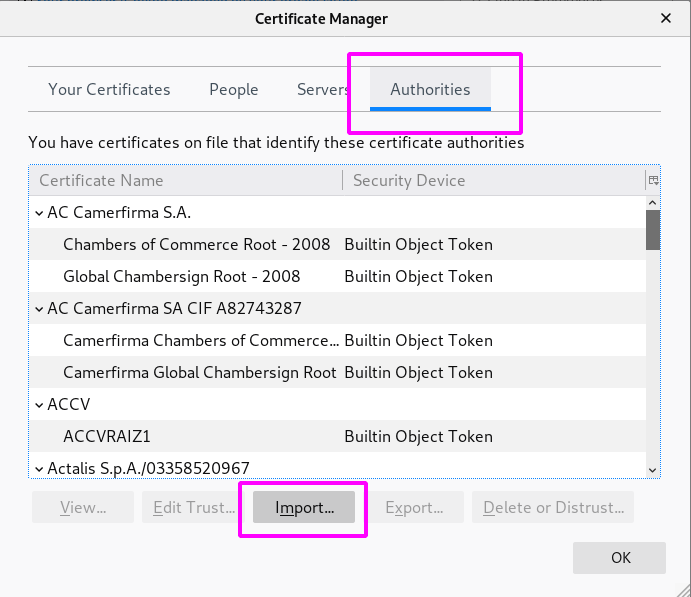 Certificate Manager
Your Certificates People Servers Authorities
You have certificates on file that identify these certificate authorities
Certificate Name Security Device
AC Camerfirma S.A.
Chambers of Commerce Root - 2008 Builtin Object Token
Global Chambersign Root - 2008 Builtin Object Token
AC Camerfirma SA CIF A82743287
Camerfirma Chambers of Commerce... Builtin Object Token
Camerfirma Global Chambersign Root Builtin Object Token
ACCV
ACCVRAIZ1 Builtin Object Token
Actalis S.p.A./03358520967
View... Edit Trust... Import... Export... Delete or Distrust...
OK